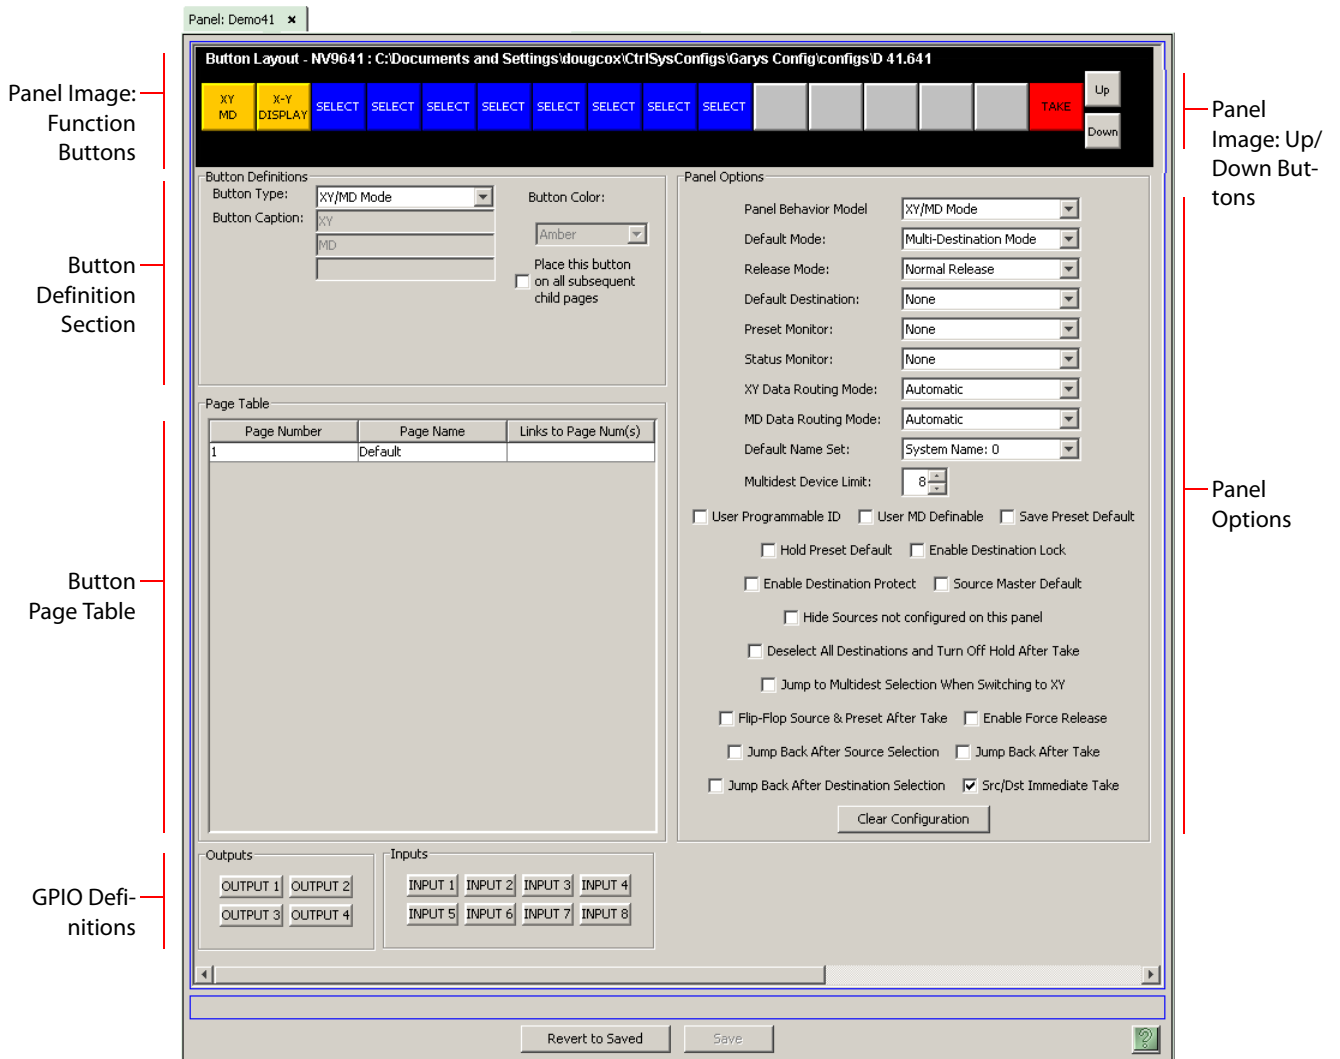 Panel: Demo41 ×
Button Layout - NV9641 : C:\Documents and Settings\dougcox\CtrlSysConfigs\Garys Config\configs\D 41.641
XY
MD
X-Y
DISPLAY
SELECT
SELECT
SELECT
SELECT
SELECT
SELECT
SELECT
SELECT
TAKE
Up
Down
Panel Image:
Function
Buttons
Panel
Image: Up/
Down But-
tons
Button Definitions
Button Type:
XY/MD Mode
Button Color:
Button Caption:
XY
MD
Amber
Place this button
on all subsequent
child pages
Button
Definition
Section
Page Table
Page Number
Page Name
Links to Page Num(s)
1
Default
Button
Page Table
Panel Options
Panel Behavior Model
XY/MD Mode
Default Mode:
Multi-Destination Mode
Release Mode:
Normal Release
Default Destination:
None
Preset Monitor:
None
Status Monitor:
None
XY Data Routing Mode:
Automatic
MD Data Routing Mode:
Automatic
Default Name Set:
System Name: 0
Multidest Device Limit:
8
User Programmable ID
User MD Definable
Save Preset Default
Hold Preset Default
Enable Destination Lock
Enable Destination Protect
Source Master Default
Hide Sources not configured on this panel
Deselect All Destinations and Turn Off Hold After Take
Jump to Multidest Selection When Switching to XY
Flip-Flop Source & Preset After Take
Enable Force Release
Jump Back After Source Selection
Jump Back After Take
Jump Back After Destination Selection
Src/Dst Immediate Take
Clear Configuration
Panel
Options
Outputs
OUTPUT 1
OUTPUT 2
OUTPUT 3
OUTPUT 4
Inputs
INPUT 1
INPUT 2
INPUT 3
INPUT 4
INPUT 5
INPUT 6
INPUT 7
INPUT 8
GPIO Defi-
nitions
Revert to Saved
Save
?